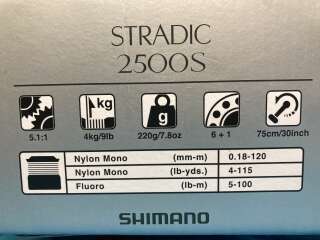 STRADIC
2500S
kg
g
5.1:1 4kg/9lb 220g/7.8oz 6 + 1 75cm/30inch
Nylon Mono (mm-m) 0.18-120
Nylon Mono (lb-yds.) 4-115
Fluoro (lb-m) 5-100
SHIMANO